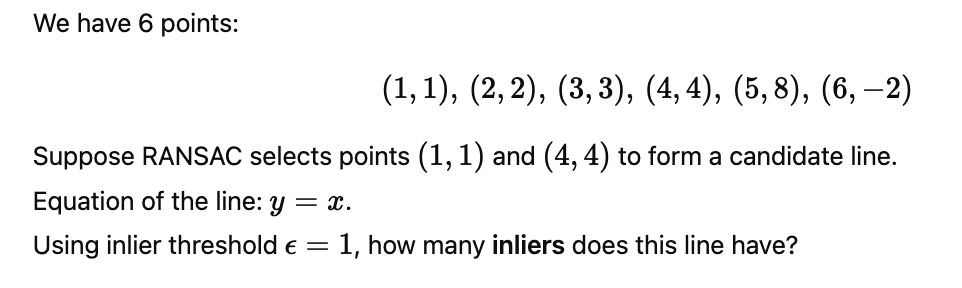 We have 6 points:
(1, 1), (2, 2), (3, 3), (4, 4), (5, 8), (6, −2)
Suppose RANSAC selects points (1, 1) and (4, 4) to form a candidate line.
Equation of the line: y = x.
Using inlier threshold ϵ = 1, how many inliers does this line have?